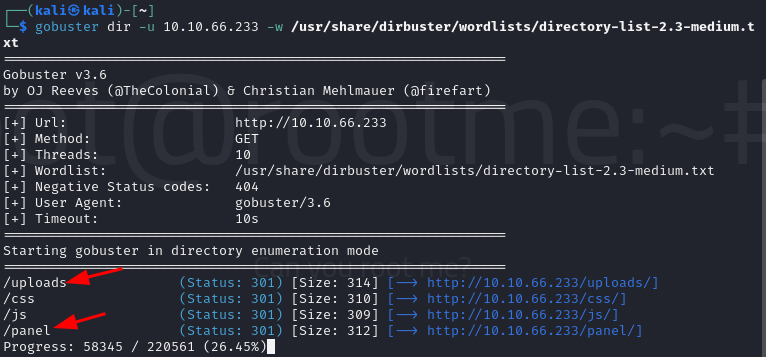 ┌──(kali㉿kali)-[~]
└─$ gobuster dir -u 10.10.66.233 -w /usr/share/dirbuster/wordlists/directory-list-2.3-medium.t
xt
===============================================================
Gobuster v3.6
by OJ Reeves (@TheColonial) & Christian Mehlmauer (@firefart)
===============================================================
[+] Url:                     http://10.10.66.233
[+] Method:                  GET
[+] Threads:                 10
[+] Wordlist:                /usr/share/dirbuster/wordlists/directory-list-2.3-medium.txt
[+] Negative Status codes:   404
[+] User Agent:              gobuster/3.6
[+] Timeout:                 10s
===============================================================
Starting gobuster in directory enumeration mode
===============================================================
/uploads              (Status: 301) [Size: 314] [--> http://10.10.66.233/uploads/]
/css                  (Status: 301) [Size: 310] [--> http://10.10.66.233/css/]
/js                   (Status: 301) [Size: 309] [--> http://10.10.66.233/js/]
/panel                (Status: 301) [Size: 312] [--> http://10.10.66.233/panel/]
Progress: 58345 / 220561 (26.45%)
ot@rootme:~#
Can you root me?